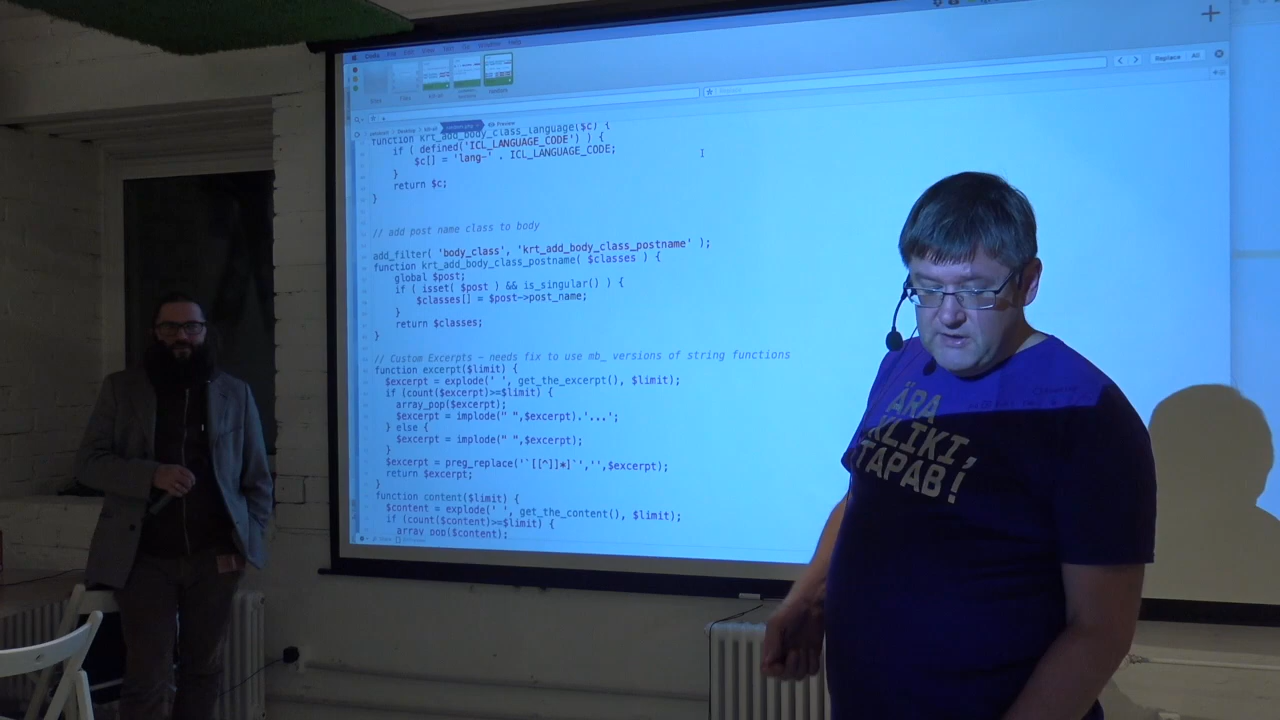 Replace
All
Preview
function krt_add_body_class_language($c) {
if ( defined('ICL_LANGUAGE_CODE') ) {
$c[] = 'lang-' . ICL_LANGUAGE_CODE;
}
return $c;
}
// add post name class to body
add_filter( 'body_class', 'krt_add_body_class_postname' );
function krt_add_body_class_postname( $classes ) {
global $post;
if ( isset( $post ) && is_singular() ) {
$classes[] = $post->post_name;
}
return $classes;
}
// Custom Excerpts – needs fix to use mb_ versions of string functions
function excerpt($limit) {
$excerpt = explode(' ', get_the_excerpt(), $limit);
if (count($excerpt)>=$limit) {
array_pop($excerpt);
$excerpt = implode(" ",$excerpt).'...';
} else {
$excerpt = implode(" ",$excerpt);
}
$excerpt = preg_replace('`[[^]]*]`','',$excerpt);
return $excerpt;
}
function content($limit) {
$content = explode(' ', get_the_content(), $limit);
if (count($content)>=$limit) {
array_pop($content);
ÄRA
KLIKI,
TAPAB!